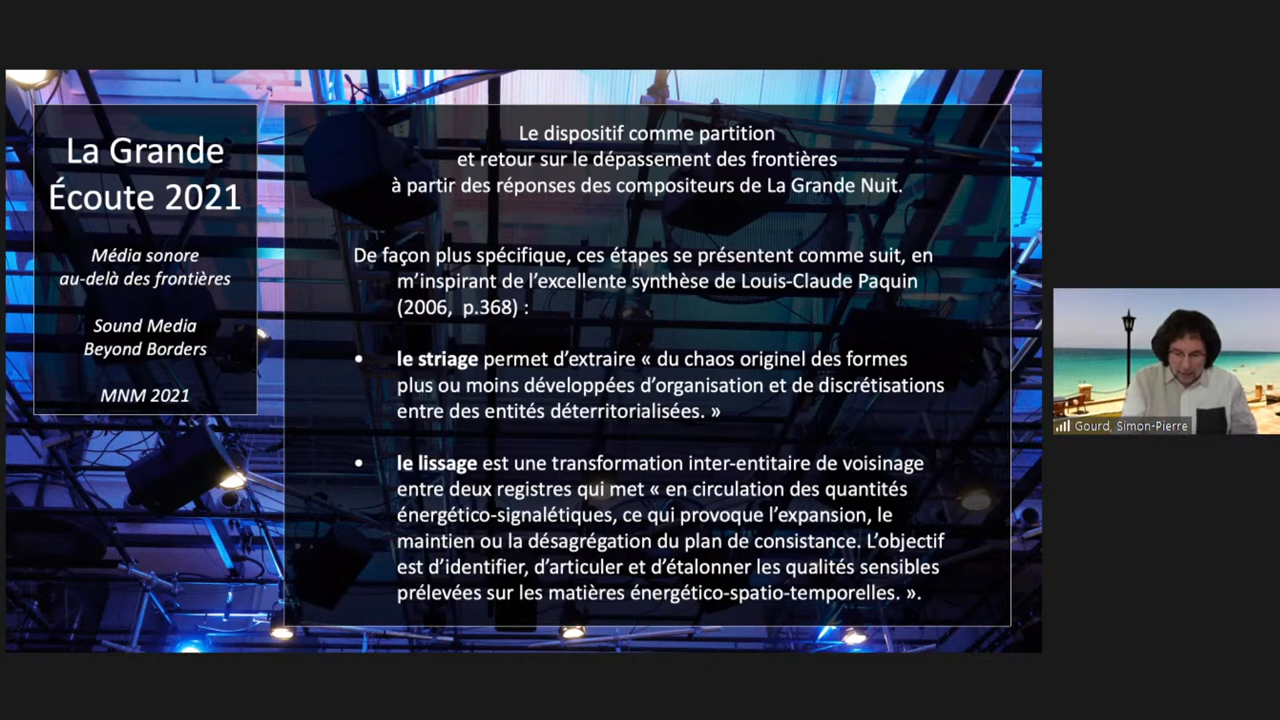 La Grande
Écoute 2021
Média sonore
au-delà des frontières
Sound Media
Beyond Borders
MNM 2021
Le dispositif comme partition
et retour sur le dépassement des frontières
à partir des réponses des compositeurs de La Grande Nuit.
De façon plus spécifique, ces étapes se présentent comme suit, en
m’inspirant de l’excellente synthèse de Louis-Claude Paquin
(2006, p.368) :
• le striage permet d’extraire « du chaos originel des formes
plus ou moins développées d’organisation et de discrétisations
entre des entités déterritorialisées. »
• le lissage est une transformation inter-entitaire de voisinage
entre deux registres qui met « en circulation des quantités
énergético-signalétiques, ce qui provoque l’expansion, le
maintien ou la désagrégation du plan de consistance. L’objectif
est d’identifier, d’articuler et d’étalonner les qualités sensibles
prélevées sur les matières énergético-spatio-temporelles. ».
Gourd, Simon-Pierre